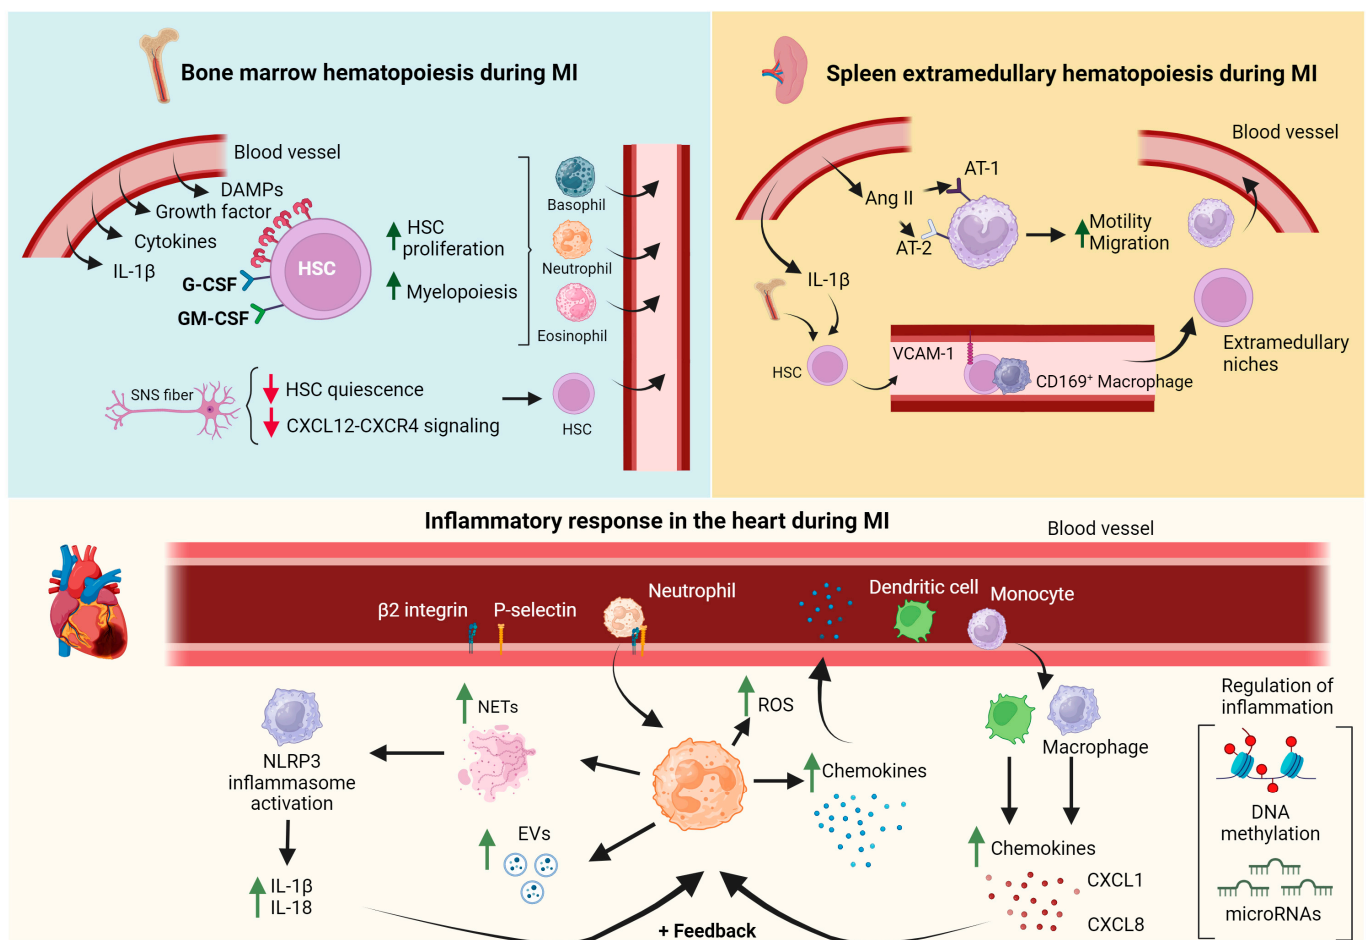 Bone marrow hematopoiesis during MI
Blood vessel
DAMPs
Growth factor
Cytokines
IL-1β
G-CSF
GM-CSF
HSC
HSC
proliferation
Myelopoiesis
Basophil
Neutrophil
Eosinophil
SNS fiber
HSC quiescence
CXCL12-CXCR4 signaling
HSC
Spleen extramedullary hematopoiesis during MI
Blood vessel
AT-1
Ang II
AT-2
Motility
Migration
IL-1β
HSC
VCAM-1
CD169⁺ Macrophage
Extramedullary
niches
Inflammatory response in the heart during MI
Blood vessel
β2 integrin
P-selectin
Neutrophil
Dendritic cell
Monocyte
NETs
ROS
NLRP3
inflammasome
activation
Chemokines
EVs
IL-1β
IL-18
Macrophage
Chemokines
CXCL1
CXCL8
+ Feedback
Regulation of
inflammation
DNA
methylation
microRNAs